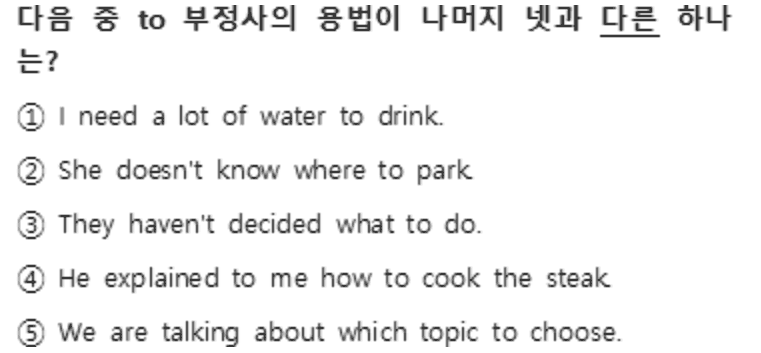 다음 중 to 부정사의 용법이 나머지 넷과 다른 하나
는?
① I need a lot of water to drink.
② She doesn't know where to park.
③ They haven't decided what to do.
④ He explained to me how to cook the steak.
⑤ We are talking about which topic to choose.